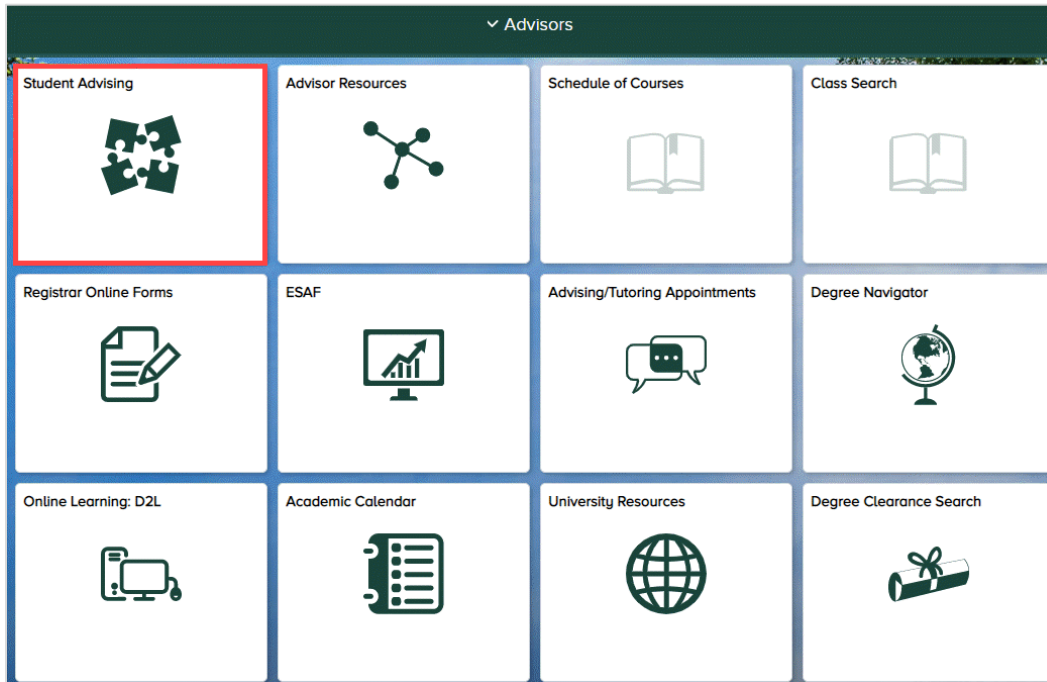 Advisors
Student Advising
Advisor Resources
Schedule of Courses
Class Search
Registrar Online Forms
ESAF
Advising/Tutoring Appointments
Degree Navigator
Online Learning: D2L
Academic Calendar
University Resources
Degree Clearance Search